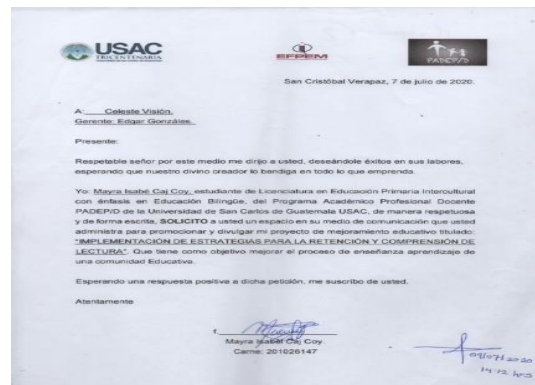 USAC
TRICENTENARIA
EFPEM
PADEP/D
San Cristóbal Verapaz, 7 de julio de 2020.
A: Celeste Visión.
Gerente: Edgar Gonzáles.
Presente:
Respetable señor por este medio me dirijo a usted, deseándole éxitos en sus labores,
esperando que nuestro divino creador lo bendiga en todo lo que emprenda.
Yo: Mayra Isabé Caj Coy, estudiante de Licenciatura en Educación Primaria Intercultural
con énfasis en Educación Bilingüe, del Programa Académico Profesional Docente
PADEP/D de la Universidad de San Carlos de Guatemala USAC, de manera respetuosa
y de forma escrita, SOLICITO a usted un espacio en su medio de comunicación que usted
administra para promocionar y divulgar mi proyecto de mejoramiento educativo titulado:
"IMPLEMENTACIÓN DE ESTRATEGIAS PARA LA RETENCIÓN Y COMPRENSIÓN DE
LECTURA". Que tiene como objetivo mejorar el proceso de enseñanza aprendizaje de
una comunidad Educativa.
Esperando una respuesta positiva a dicha petición, me suscribo de usted.
Atentamente
f.
Mayra Isabel Caj Coy
Carne: 201026147
09/07/2020
14:12 hrs